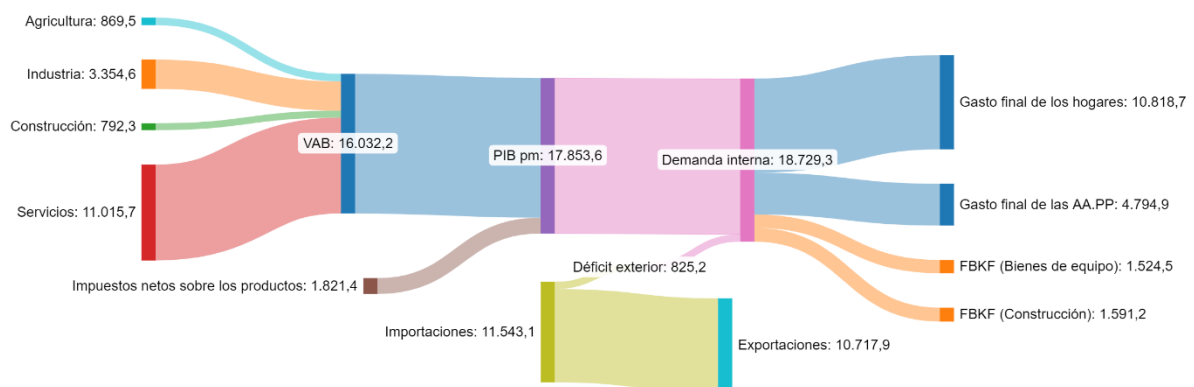 Agricultura: 869,5
Industria: 3.354,6
Construcción: 792,3
Servicios: 11.015,7
VAB: 16.032,2
Impuestos netos sobre los productos: 1.821,4
PIB pm: 17.853,6
Demanda interna: 18.729,3
Déficit exterior: 825,2
Importaciones: 11.543,1
Exportaciones: 10.717,9
Gasto final de los hogares: 10.818,7
Gasto final de las AA.PP: 4.794,9
FBKF (Bienes de equipo): 1.524,5
FBKF (Construcción): 1.591,2